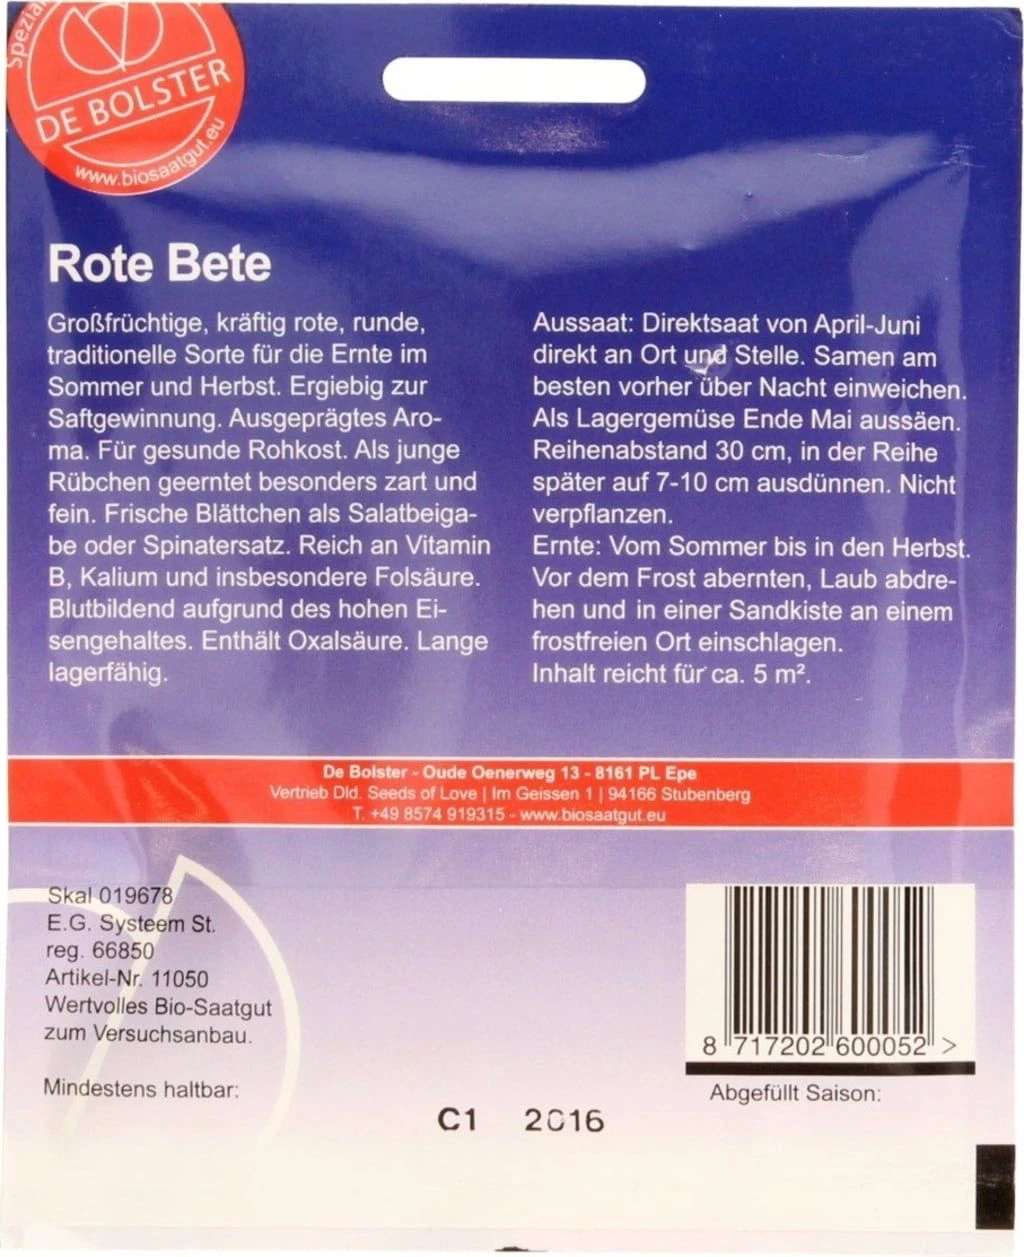 Spezial
DE BOLSTER
www.biosaatgut.eu
Rote Bete
Großfrüchtige, kräftig rote, runde,
traditionelle Sorte für die Ernte im
Sommer und Herbst. Ergiebig zur
Saftgewinnung. Ausgeprägtes Aro-
ma. Für gesunde Rohkost. Als junge
Rübchen geerntet besonders zart und
fein. Frische Blättchen als Salatbeiga-
be oder Spinatersatz. Reich an Vitamin
B, Kalium und insbesondere Folsäure.
Blutbildend aufgrund des hohen Ei-
sengehaltes. Enthält Oxalsäure. Lange
lagerfähig.
Aussaat: Direktsaat von April-Juni
direkt an Ort und Stelle. Samen am
besten vorher über Nacht einweichen.
Als Lagergemüse Ende Mai aussäen.
Reihenabstand 30 cm, in der Reihe
später auf 7-10 cm ausdünnen. Nicht
verpflanzen.
Ernte: Vom Sommer bis in den Herbst.
Vor dem Frost abernten, Laub abdre-
hen und in einer Sandkiste an einem
frostfreien Ort einschlagen.
Inhalt reicht für ca. 5 m².
De Bolster - Oude Oenerweg 13 - 8161 PL Epe
Vertrieb Dld. Seeds of Love | Im Geissen 1 | 94166 Stubenberg
T. +49 8574 919315 - www.biosaatgut.eu
Skal 019678
E.G. Systeem St.
reg. 66850
Artikel-Nr. 11050
Wertvolles Bio-Saatgut
zum Versuchsanbau.
8 717202 600052 >
Mindestens haltbar:
Abgefüllt Saison:
C1 2016